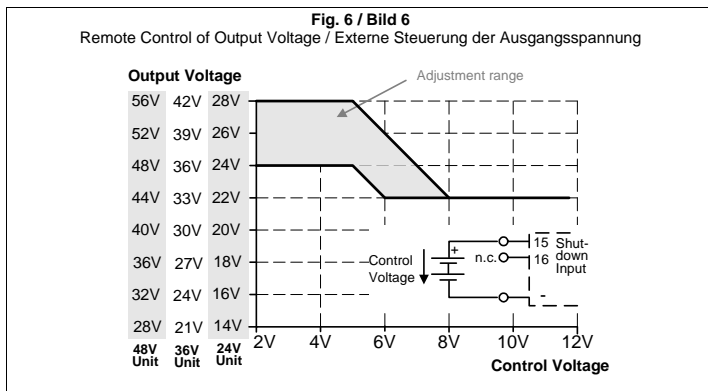 Fig. 6 / Bild 6
Remote Control of Output Voltage / Externe Steuerung der Ausgangsspannung
Output Voltage
Adjustment range
56V 42V 28V
52V 39V 26V
48V 36V 24V
44V 33V 22V
40V 30V 20V
36V 27V 18V
32V 24V 16V
28V 21V 14V
48V Unit
36V Unit
24V Unit
2V 4V 6V 8V 10V 12V
Control Voltage
Control
Voltage
+
n.c.
15
16
-
Shut-
down
Input